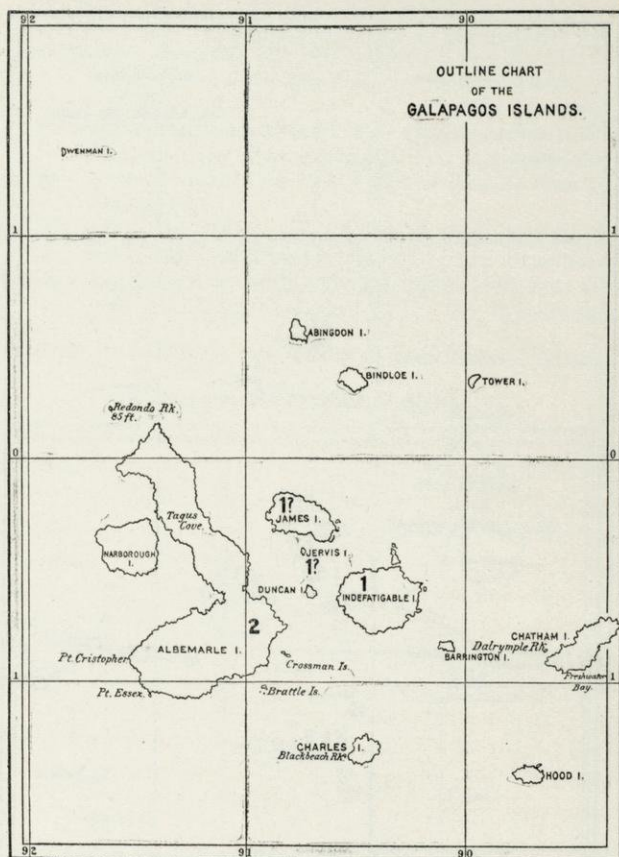 92
91
90
OUTLINE CHART
OF THE
GALAPAGOS ISLANDS.
WENMAN I.
1
1
ABINGDON I.
BINDLOE I.
TOWER I.
Redondo Rk.
85 ft.
0
0
1?
JAMES I.
Tagus
Cove.
NARBOROUGH
I.
JERVIS I.
1?
DUNCAN I.
1
INDEFATIGABLE I.
2
ALBEMARLE I.
CHATHAM I.
Dalrymple Rk.
BARRINGTON I.
Pt. Cristopher
Crossman Is.
Freshwater
Bay.
1
1
Pt. Essex.
Brattle Is.
CHARLES I.
Blackbeach Rk.
HOOD I.
92
91
90